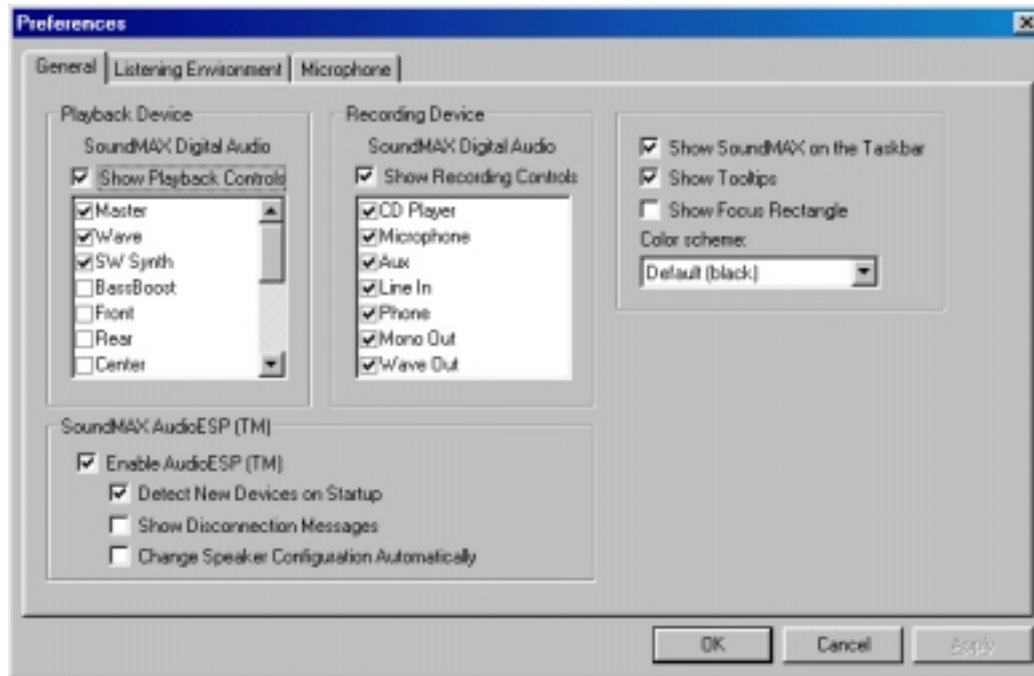 Preferences
General
Listening Environment
Microphone
Playback Device
SoundMAX Digital Audio
Show Playback Controls
Master
Wave
SW Synth
BassBoost
Front
Rear
Center
Recording Device
SoundMAX Digital Audio
Show Recording Controls
CD Player
Microphone
Aux
Line In
Phone
Mono Out
Wave Out
Show SoundMAX on the Taskbar
Show Tooltips
Show Focus Rectangle
Color scheme:
Default (black)
SoundMAX AudioESP (TM)
Enable AudioESP (TM)
Detect New Devices on Startup
Show Disconnection Messages
Change Speaker Configuration Automatically
OK
Cancel
Apply